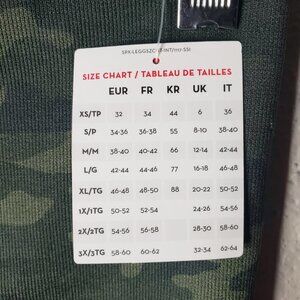 SIZE CHART / TABLEAU DE TAILLES
EUR FR KR UK IT
XS/TP 32 34 44 6 36
S/P 34-36 36-38 55 8-10 38-40
M/M 38-40 40-42 66 12-14 42-44
L/G 42-44 44-46 77 16-18 46-48
XL/TG 46-48 48-50 88 20-22 50-52
1X/1TG 50-52 52-54 24-26 54-56
2X/2TG 54-56 56-58 28-30 58-60
3X/3TG 58-60 60-62 32-34 62-64